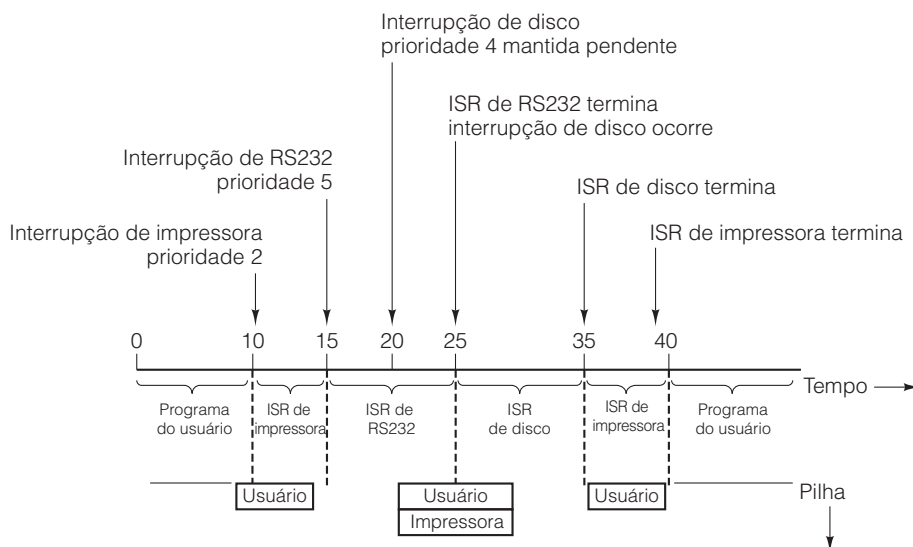 Interrupção de disco
prioridade 4 mantida pendente
ISR de RS232 termina
interrupção de disco ocorre
Interrupção de RS232
prioridade 5
ISR de disco termina
Interrupção de impressora
prioridade 2
ISR de impressora termina
0 10 15 20 25 35 40
Tempo
Programa do usuário
ISR de impressora
ISR de RS232
ISR de disco
ISR de impressora
Programa do usuário
Usuário
Usuário
Impressora
Usuário
Pilha